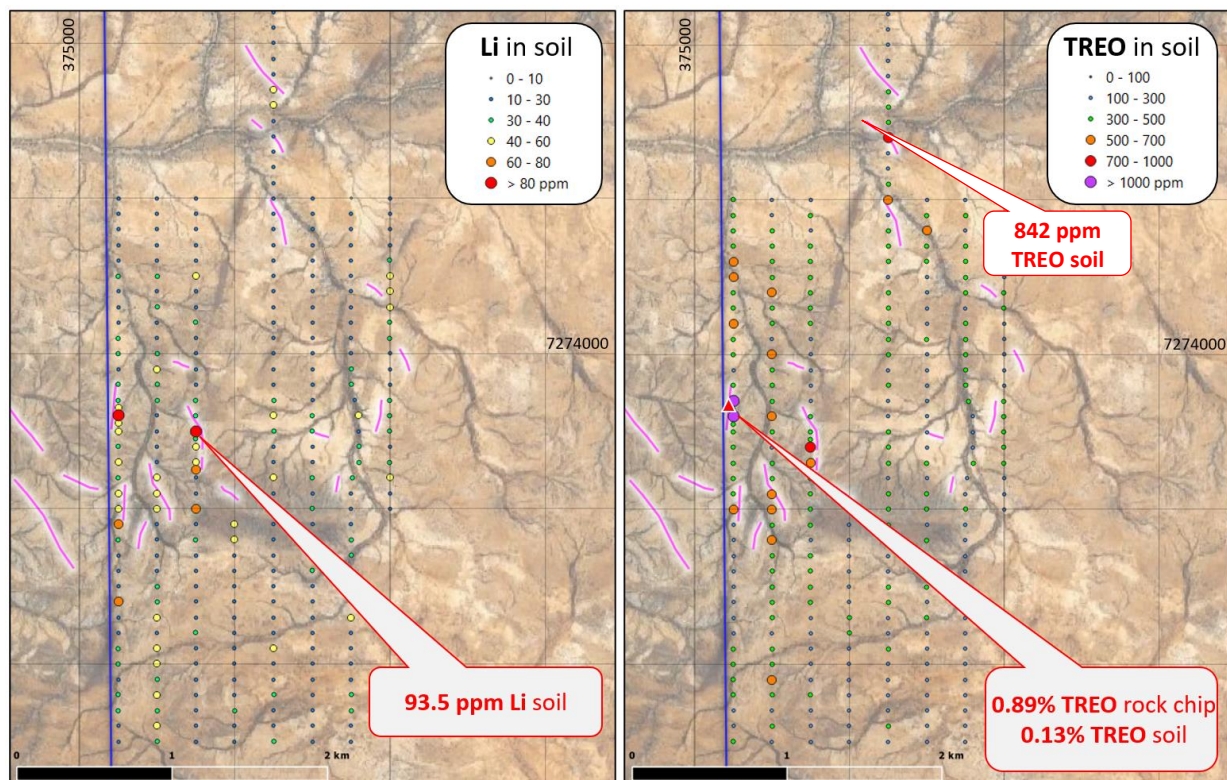 375000
Li in soil
0 - 10
10 - 30
30 - 40
40 - 60
60 - 80
> 80 ppm
7274000
93.5 ppm Li soil
0
1
2 km
375000
TREO in soil
0 - 100
100 - 300
300 - 500
500 - 700
700 - 1000
> 1000 ppm
842 ppm
TREO soil
7274000
0.89% TREO rock chip
0.13% TREO soil
0
1
2 km